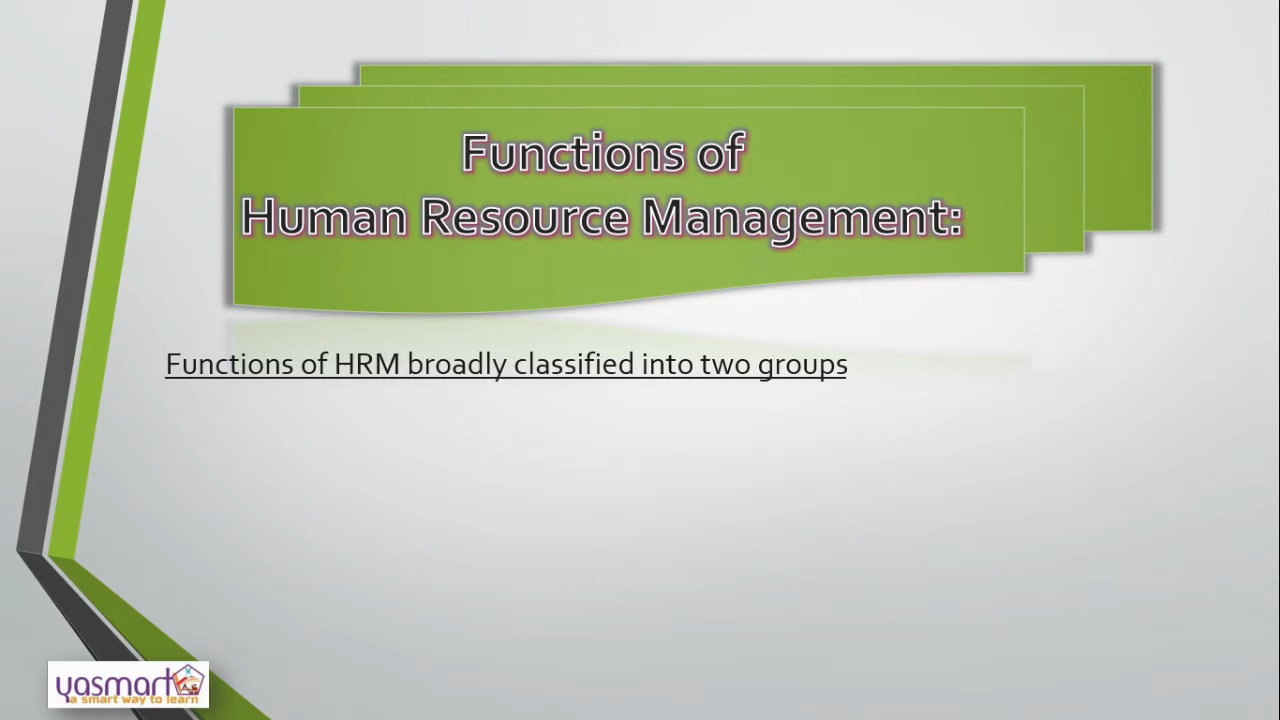 Functions of
Human Resource Management:
Functions of HRM broadly classified into two groups
yasmart
a smart way to learn